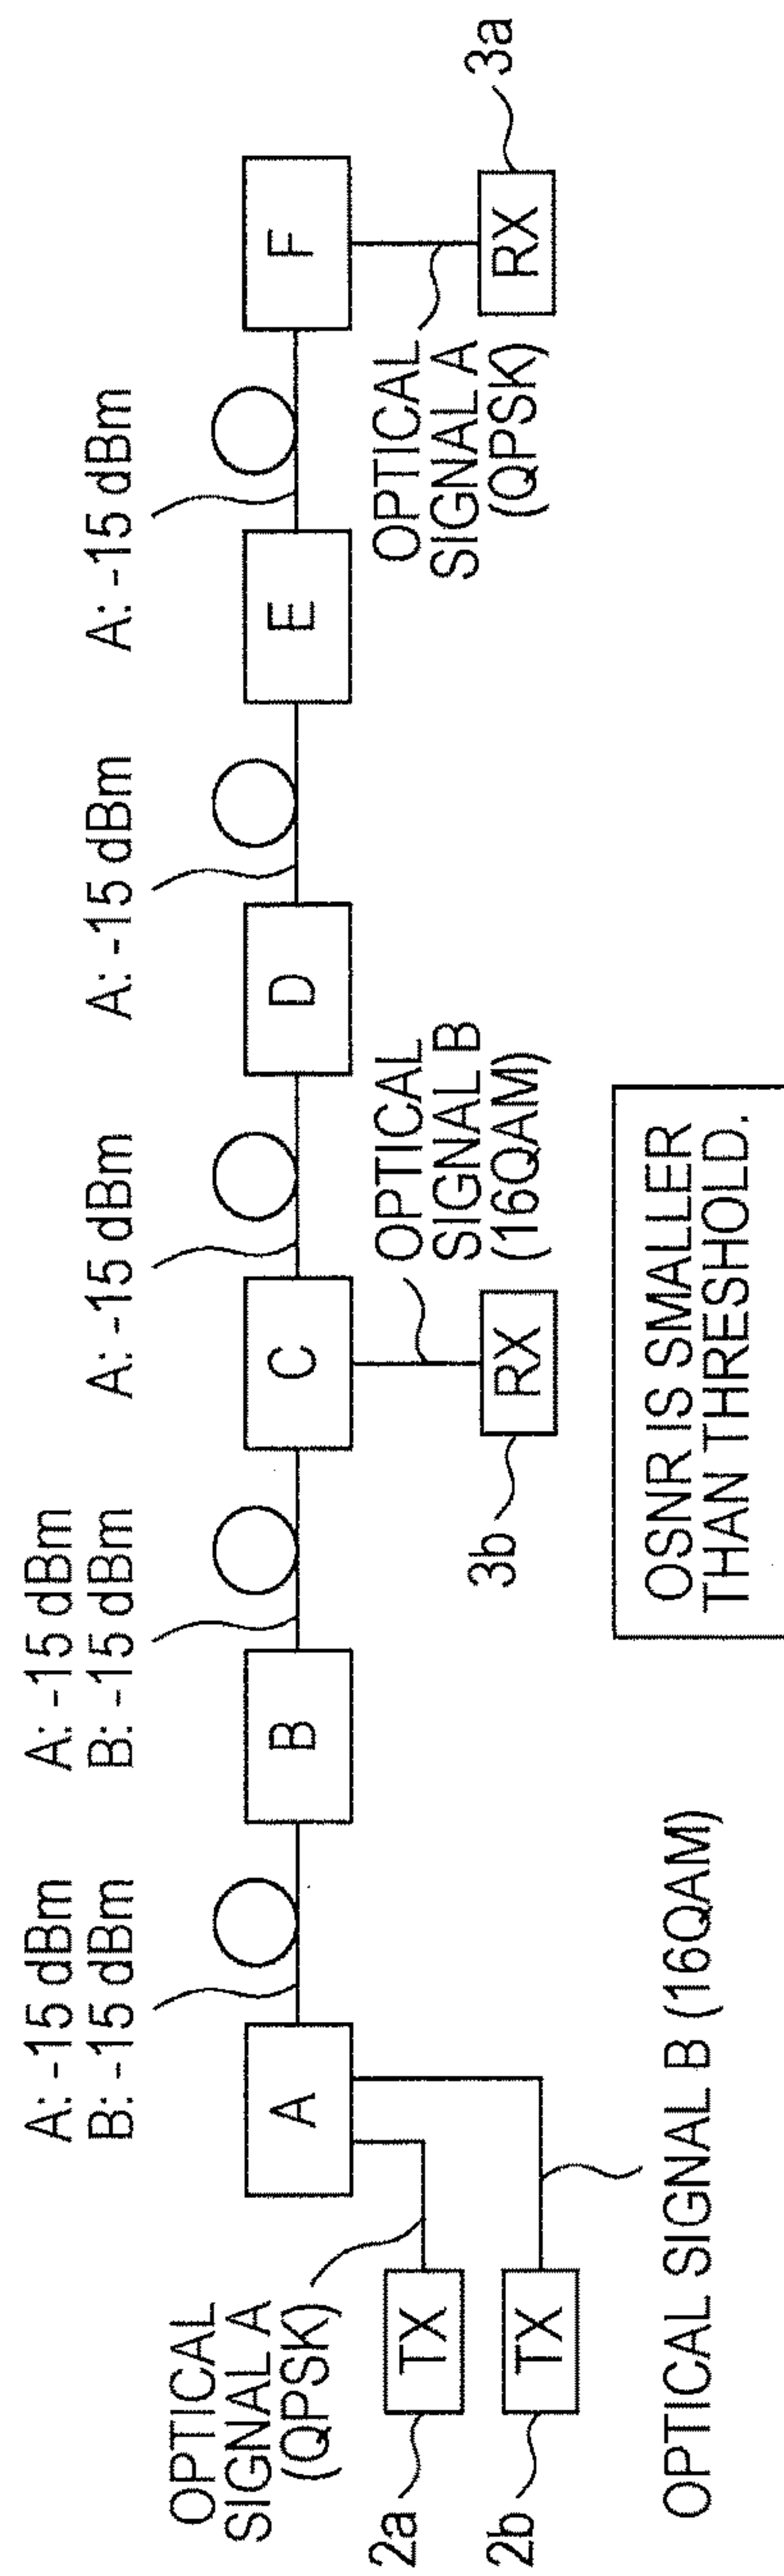 A: -15 dBm
B: -15 dBm
A: -15 dBm
B: -15 dBm
A: -15 dBm
A: -15 dBm
A: -15 dBm
OPTICAL
SIGNAL A
(QPSK)
A
B
C
D
E
F
2a
TX
2b
TX
OPTICAL SIGNAL B (16QAM)
3b
RX
OPTICAL
SIGNAL B
(16QAM)
OPTICAL
SIGNAL A
(QPSK)
RX
3a
OSNR IS SMALLER
THAN THRESHOLD.